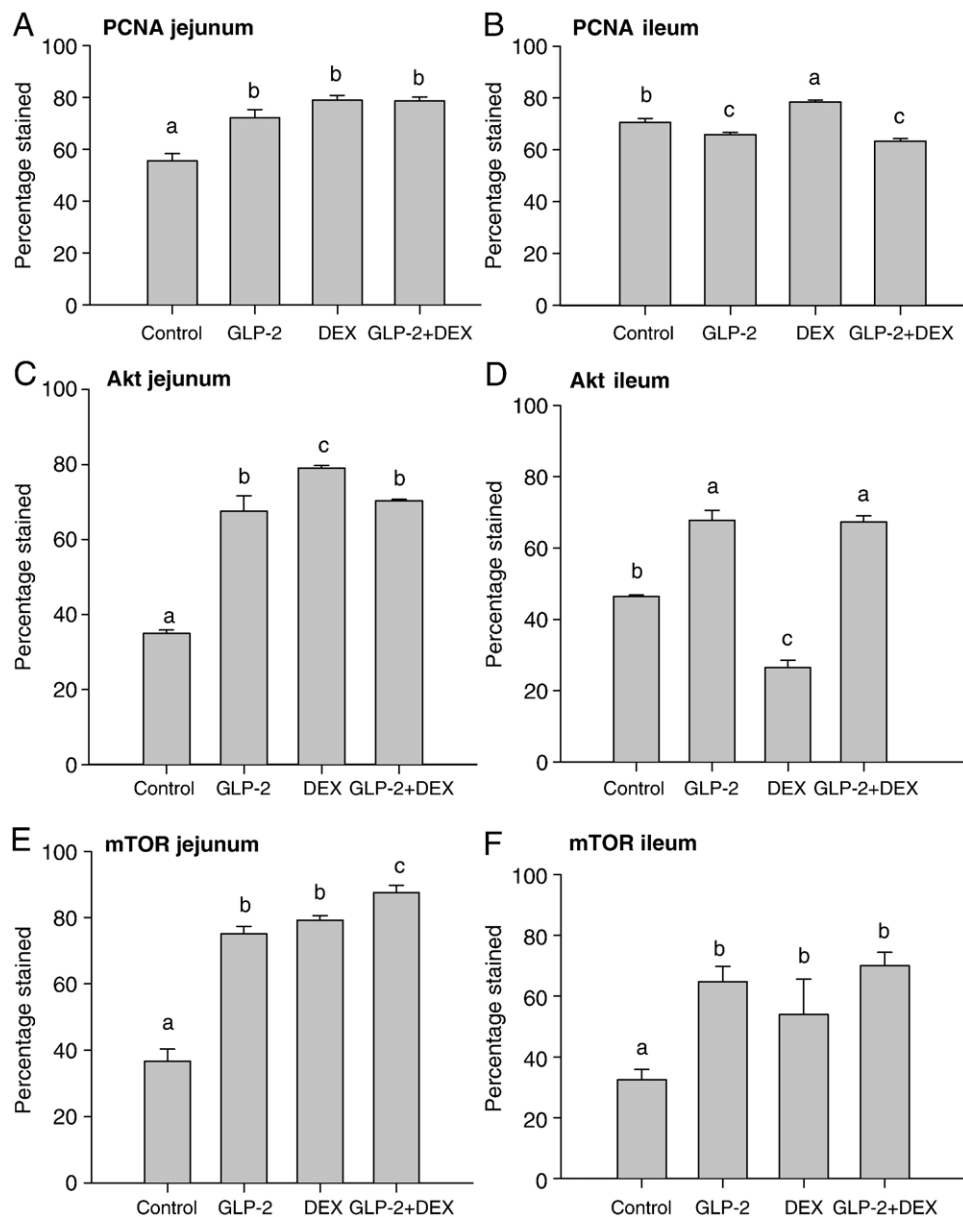 A PCNA jejunum
Percentage stained
100
80
60
40
20
0
a
b
b
b
Control GLP-2 DEX GLP-2+DEX
B PCNA ileum
Percentage stained
100
80
60
40
20
0
b
c
a
c
Control GLP-2 DEX GLP-2+DEX
C Akt jejunum
Percentage stained
100
80
60
40
20
0
a
b
c
b
Control GLP-2 DEX GLP-2+DEX
D Akt ileum
Percentage stained
100
80
60
40
20
0
b
a
c
a
Control GLP-2 DEX GLP-2+DEX
E mTOR jejunum
Percentage stained
100
80
60
40
20
0
a
b
b
c
Control GLP-2 DEX GLP-2+DEX
F mTOR ileum
Percentage stained
100
80
60
40
20
0
a
b
b
b
Control GLP-2 DEX GLP-2+DEX